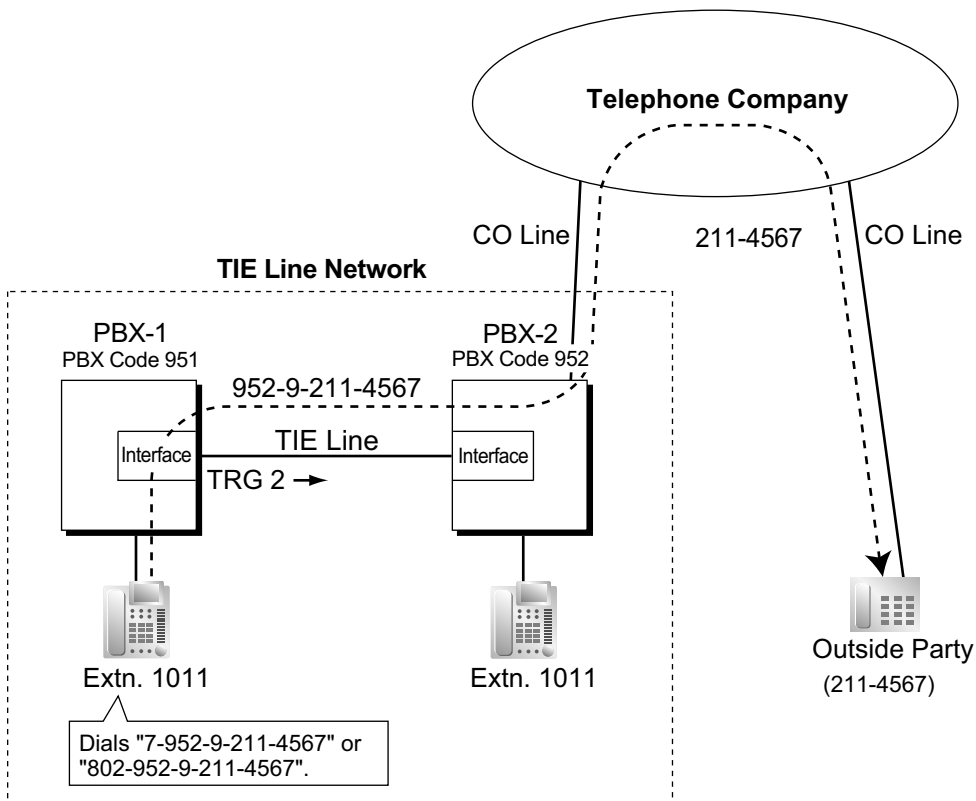 Telephone Company
CO Line
211-4567
CO Line
TIE Line Network
PBX-1
PBX Code 951
PBX-2
PBX Code 952
952-9-211-4567
Interface
TIE Line
Interface
TRG 2 →
Extn. 1011
Extn. 1011
Outside Party
(211-4567)
Dials "7-952-9-211-4567" or
"802-952-9-211-4567".